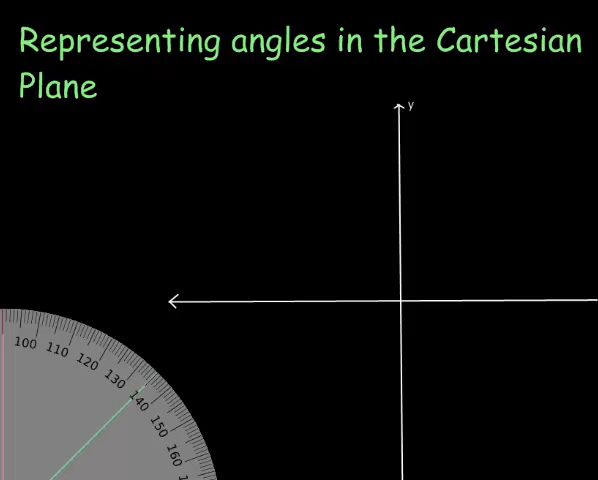 Representing angles in the Cartesian
Plane
y
100 110 120 130 140 150 160